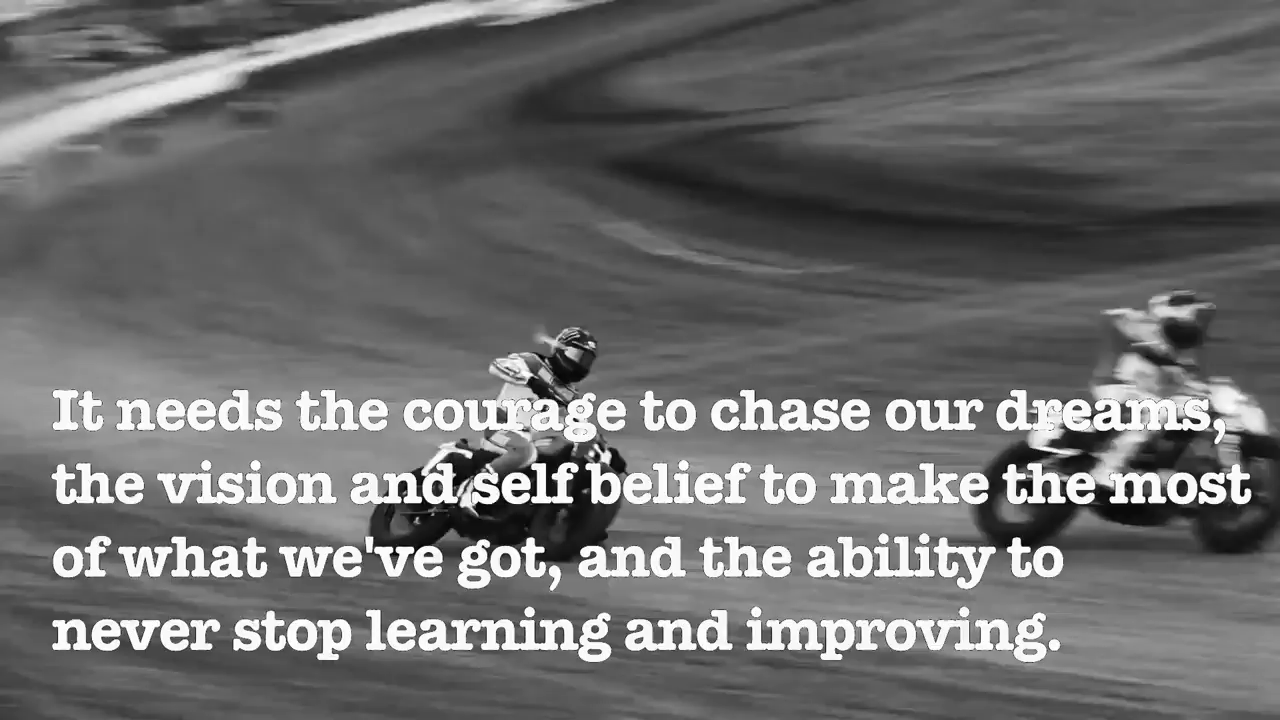 It needs the courage to chase our dreams,
the vision and self belief to make the most
of what we've got, and the ability to
never stop learning and improving.